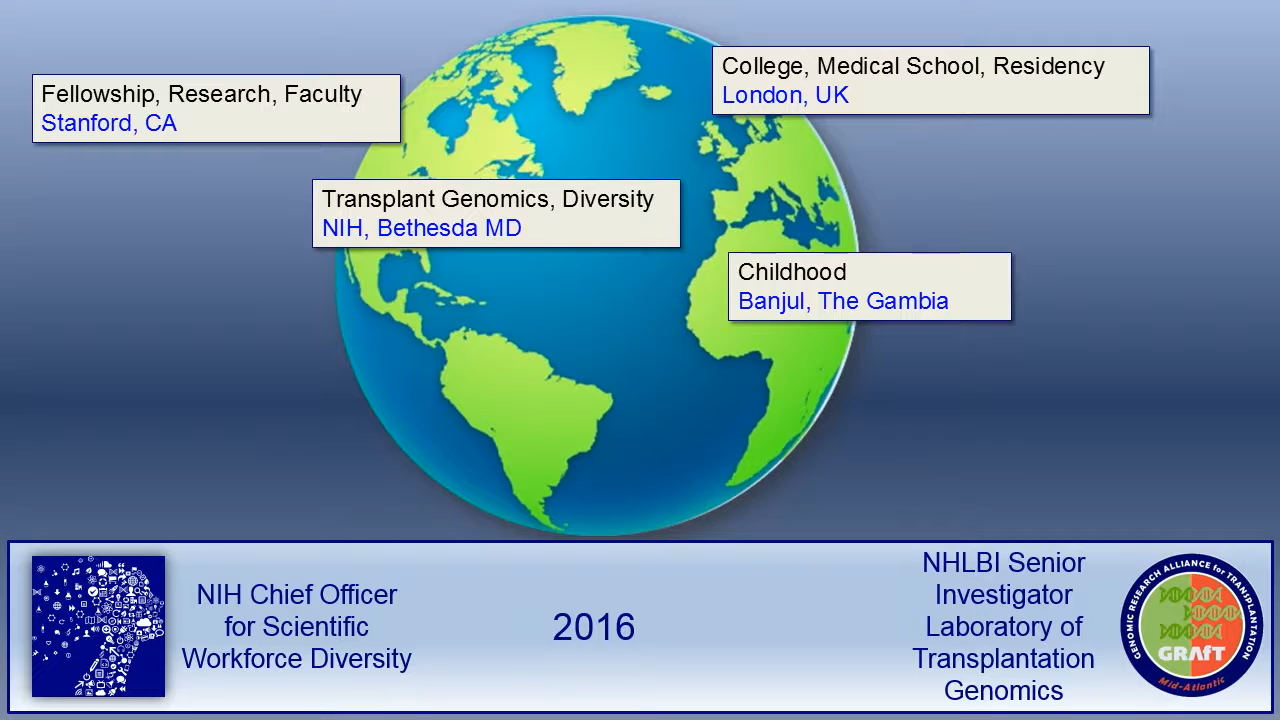 College, Medical School, Residency
London, UK
Fellowship, Research, Faculty
Stanford, CA
Transplant Genomics, Diversity
NIH, Bethesda MD
Childhood
Banjul, The Gambia
NIH Chief Officer
for Scientific
Workforce Diversity
2016
NHLBI Senior
Investigator
Laboratory of
Transplantation
Genomics
GENOMIC RESEARCH ALLIANCE for TRANSPLANTATION
GRAfT
Mid-Atlantic